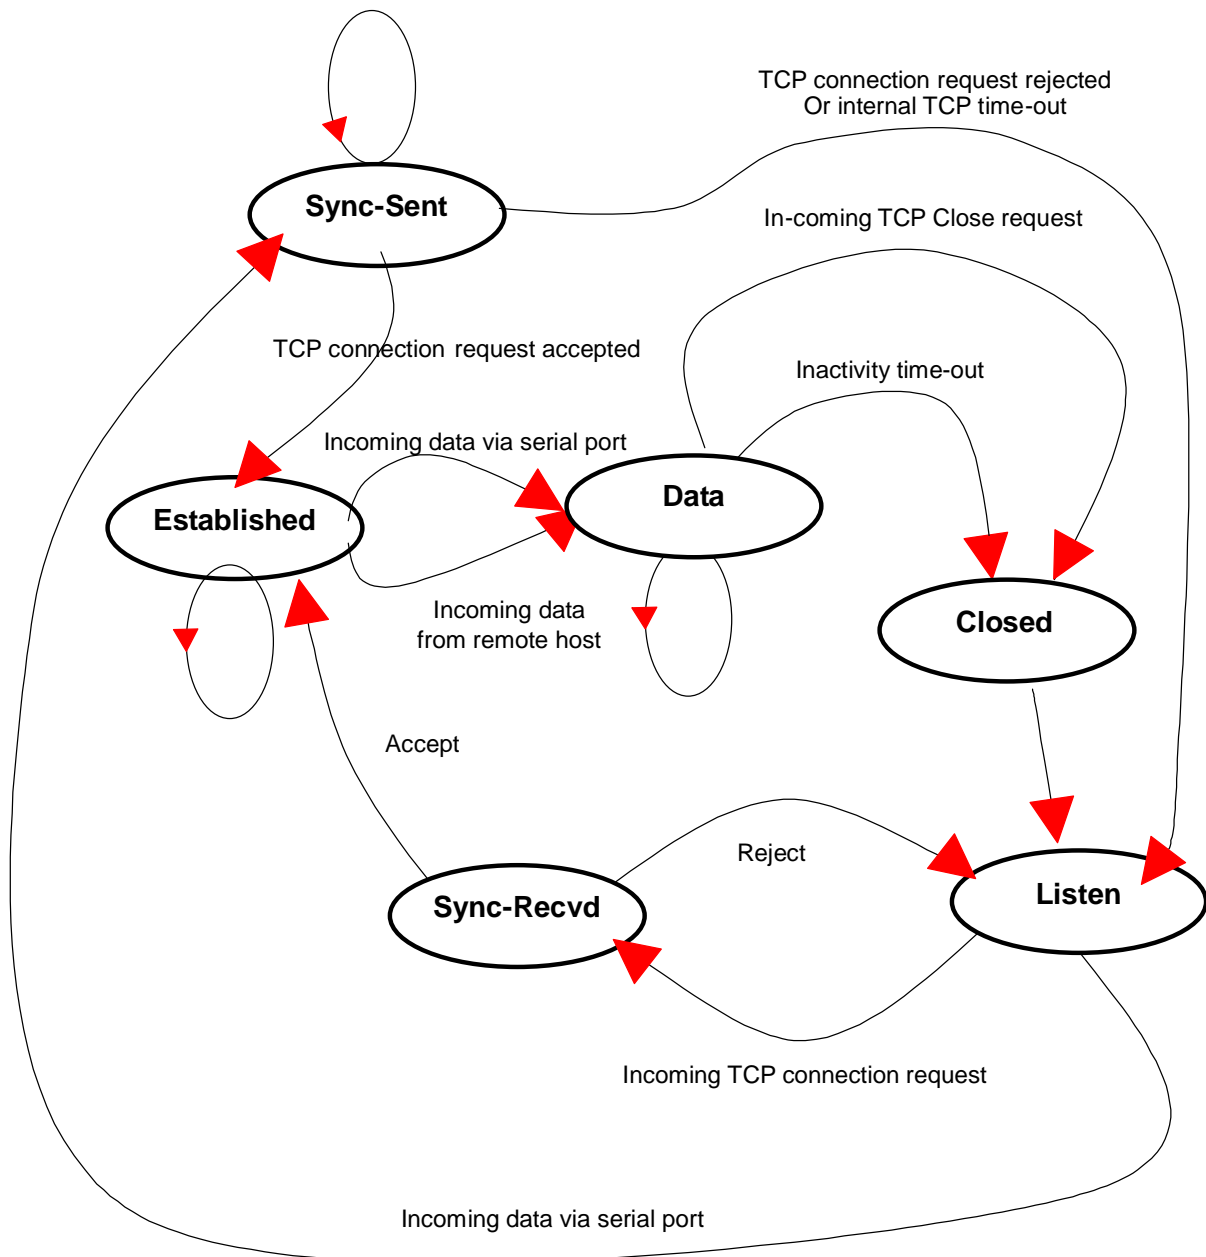 TCP connection request rejected
Or internal TCP time-out
Sync-Sent
In-coming TCP Close request
TCP connection request accepted
Inactivity time-out
Incoming data via serial port
Data
Established
Incoming data
from remote host
Closed
Accept
Reject
Listen
Sync-Recvd
Incoming TCP connection request
Incoming data via serial port